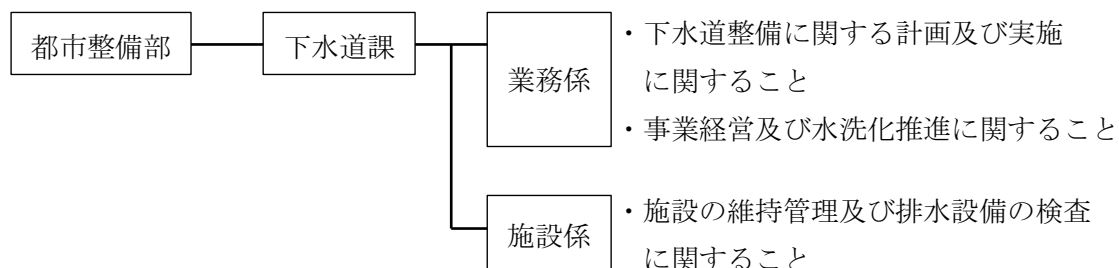 都市整備部
下水道課
業務係
・下水道整備に関する計画及び実施
に関すること
・事業経営及び水洗化推進に関すること
施設係
・施設の維持管理及び排水設備の検査
に関すること